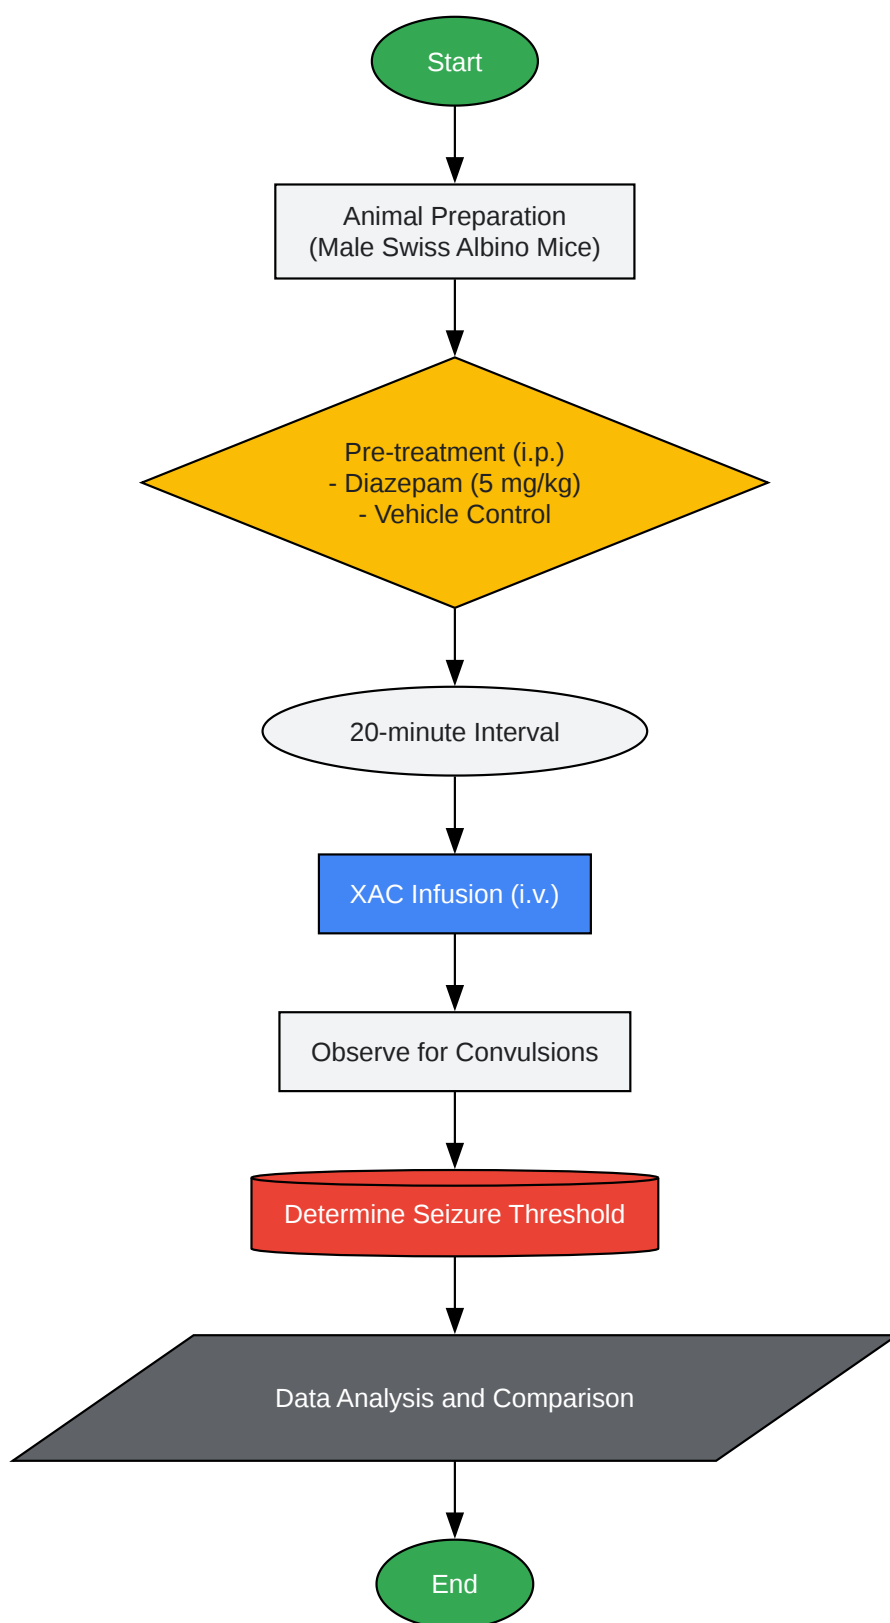 Start
Animal Preparation
(Male Swiss Albino Mice)
Pre-treatment (i.p.)
- Diazepam (5 mg/kg)
- Vehicle Control
20-minute Interval
XAC Infusion (i.v.)
Observe for Convulsions
Determine Seizure Threshold
Data Analysis and Comparison
End